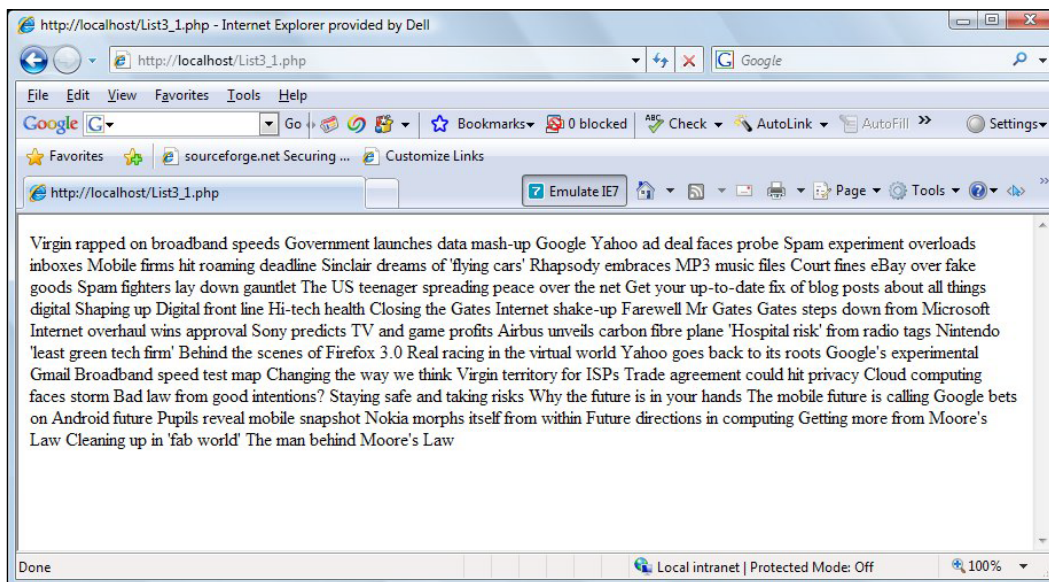 http://localhost/List3_1.php - Internet Explorer provided by Dell
http://localhost/List3_1.php
Google
File Edit View Favorites Tools Help
Google G Go Bookmarks 0 blocked ABC Check AutoLink AutoFill » Settings
Favorites sourceforge.net Securing ... Customize Links
http://localhost/List3_1.php 7 Emulate IE7 Page Tools »
Virgin rapped on broadband speeds Government launches data mash-up Google Yahoo ad deal faces probe Spam experiment overloads
inboxes Mobile firms hit roaming deadline Sinclair dreams of 'flying cars' Rhapsody embraces MP3 music files Court fines eBay over fake
goods Spam fighters lay down gauntlet The US teenager spreading peace over the net Get your up-to-date fix of blog posts about all things
digital Shaping up Digital front line Hi-tech health Closing the Gates Internet shake-up Farewell Mr Gates Gates steps down from Microsoft
Internet overhaul wins approval Sony predicts TV and game profits Airbus unveils carbon fibre plane 'Hospital risk' from radio tags Nintendo
'least green tech firm' Behind the scenes of Firefox 3.0 Real racing in the virtual world Yahoo goes back to its roots Google's experimental
Gmail Broadband speed test map Changing the way we think Virgin territory for ISPs Trade agreement could hit privacy Cloud computing
faces storm Bad law from good intentions? Staying safe and taking risks Why the future is in your hands The mobile future is calling Google bets
on Android future Pupils reveal mobile snapshot Nokia morphs itself from within Future directions in computing Getting more from Moore's
Law Cleaning up in 'fab world' The man behind Moore's Law
Done Local intranet | Protected Mode: Off 100%